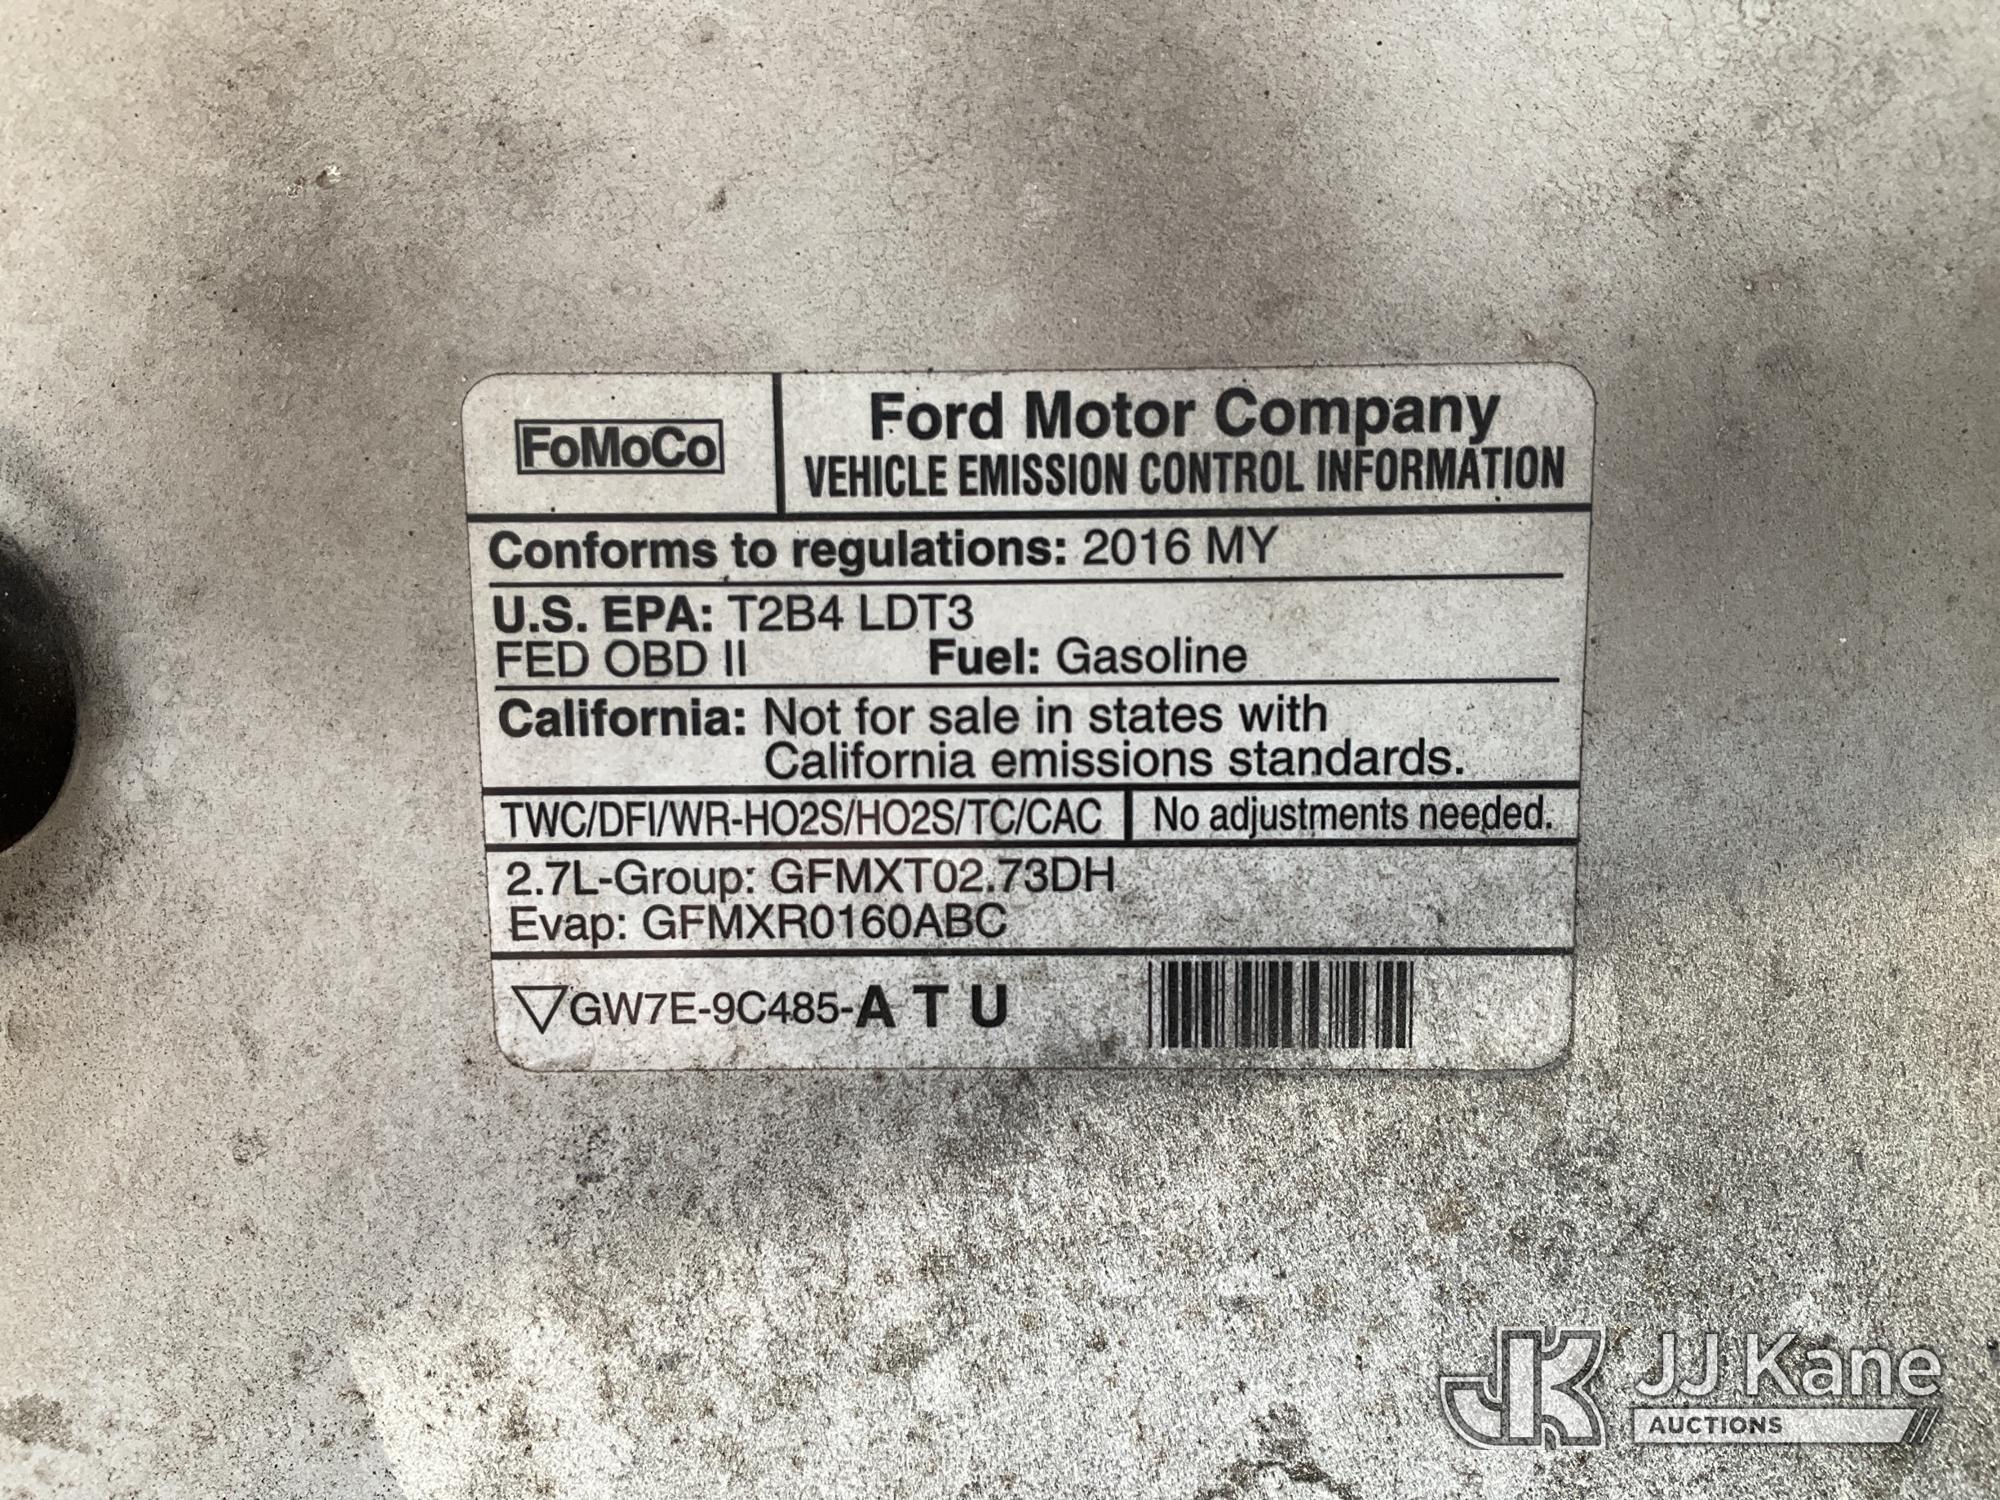 FoMoCo
Ford Motor Company
VEHICLE EMISSION CONTROL INFORMATION
Conforms to regulations: 2016 MY
U.S. EPA: T2B4 LDT3
FED OBD II Fuel: Gasoline
California: Not for sale in states with
California emissions standards.
TWC/DFI/WR-HO2S/HO2S/TC/CAC No adjustments needed.
2.7L-Group: GFMXT02.73DH
Evap: GFMXR0160ABC
GW7E-9C485-A T U
JK JJ Kane
AUCTIONS